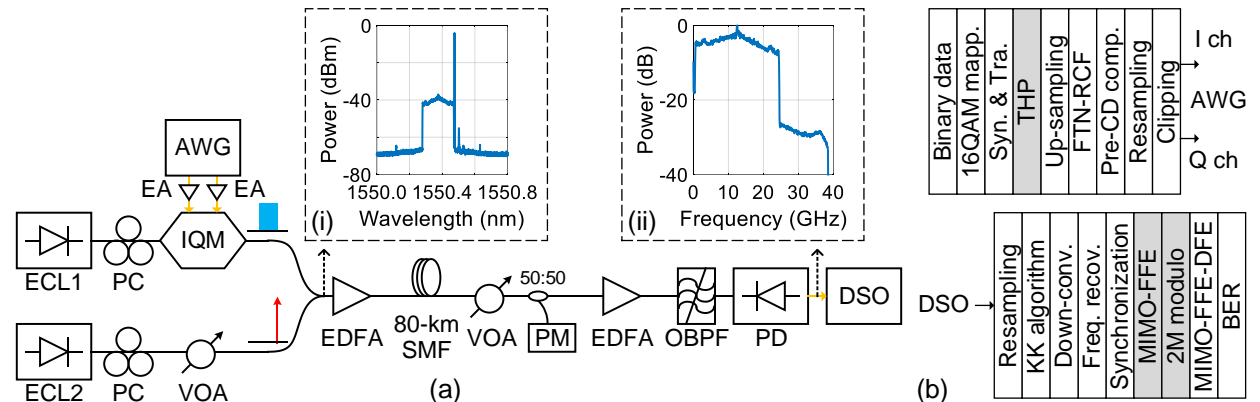 AWG
EA
EA
IQM
ECL1
PC
ECL2
PC
VOA
(i)
Power (dBm)
0
-40
-80
1550.0
1550.4
1550.8
Wavelength (nm)
(ii)
Power (dB)
0
-20
-40
0
20
40
Frequency (GHz)
EDFA
80-km
SMF
VOA
50:50
PM
EDFA
OBPF
PD
DSO
(a)
Binary data
16QAM mapp.
Syn. & Tra.
THP
Up-sampling
FTN-RCF
Pre-CD comp.
Resampling
Clipping
I ch
AWG
Q ch
DSO
Resampling
KK algorithm
Down-conv.
Freq. recov.
Synchronization
MIMO-FFE
2M modulo
MIMO-FFE-DFE
BER
(b)